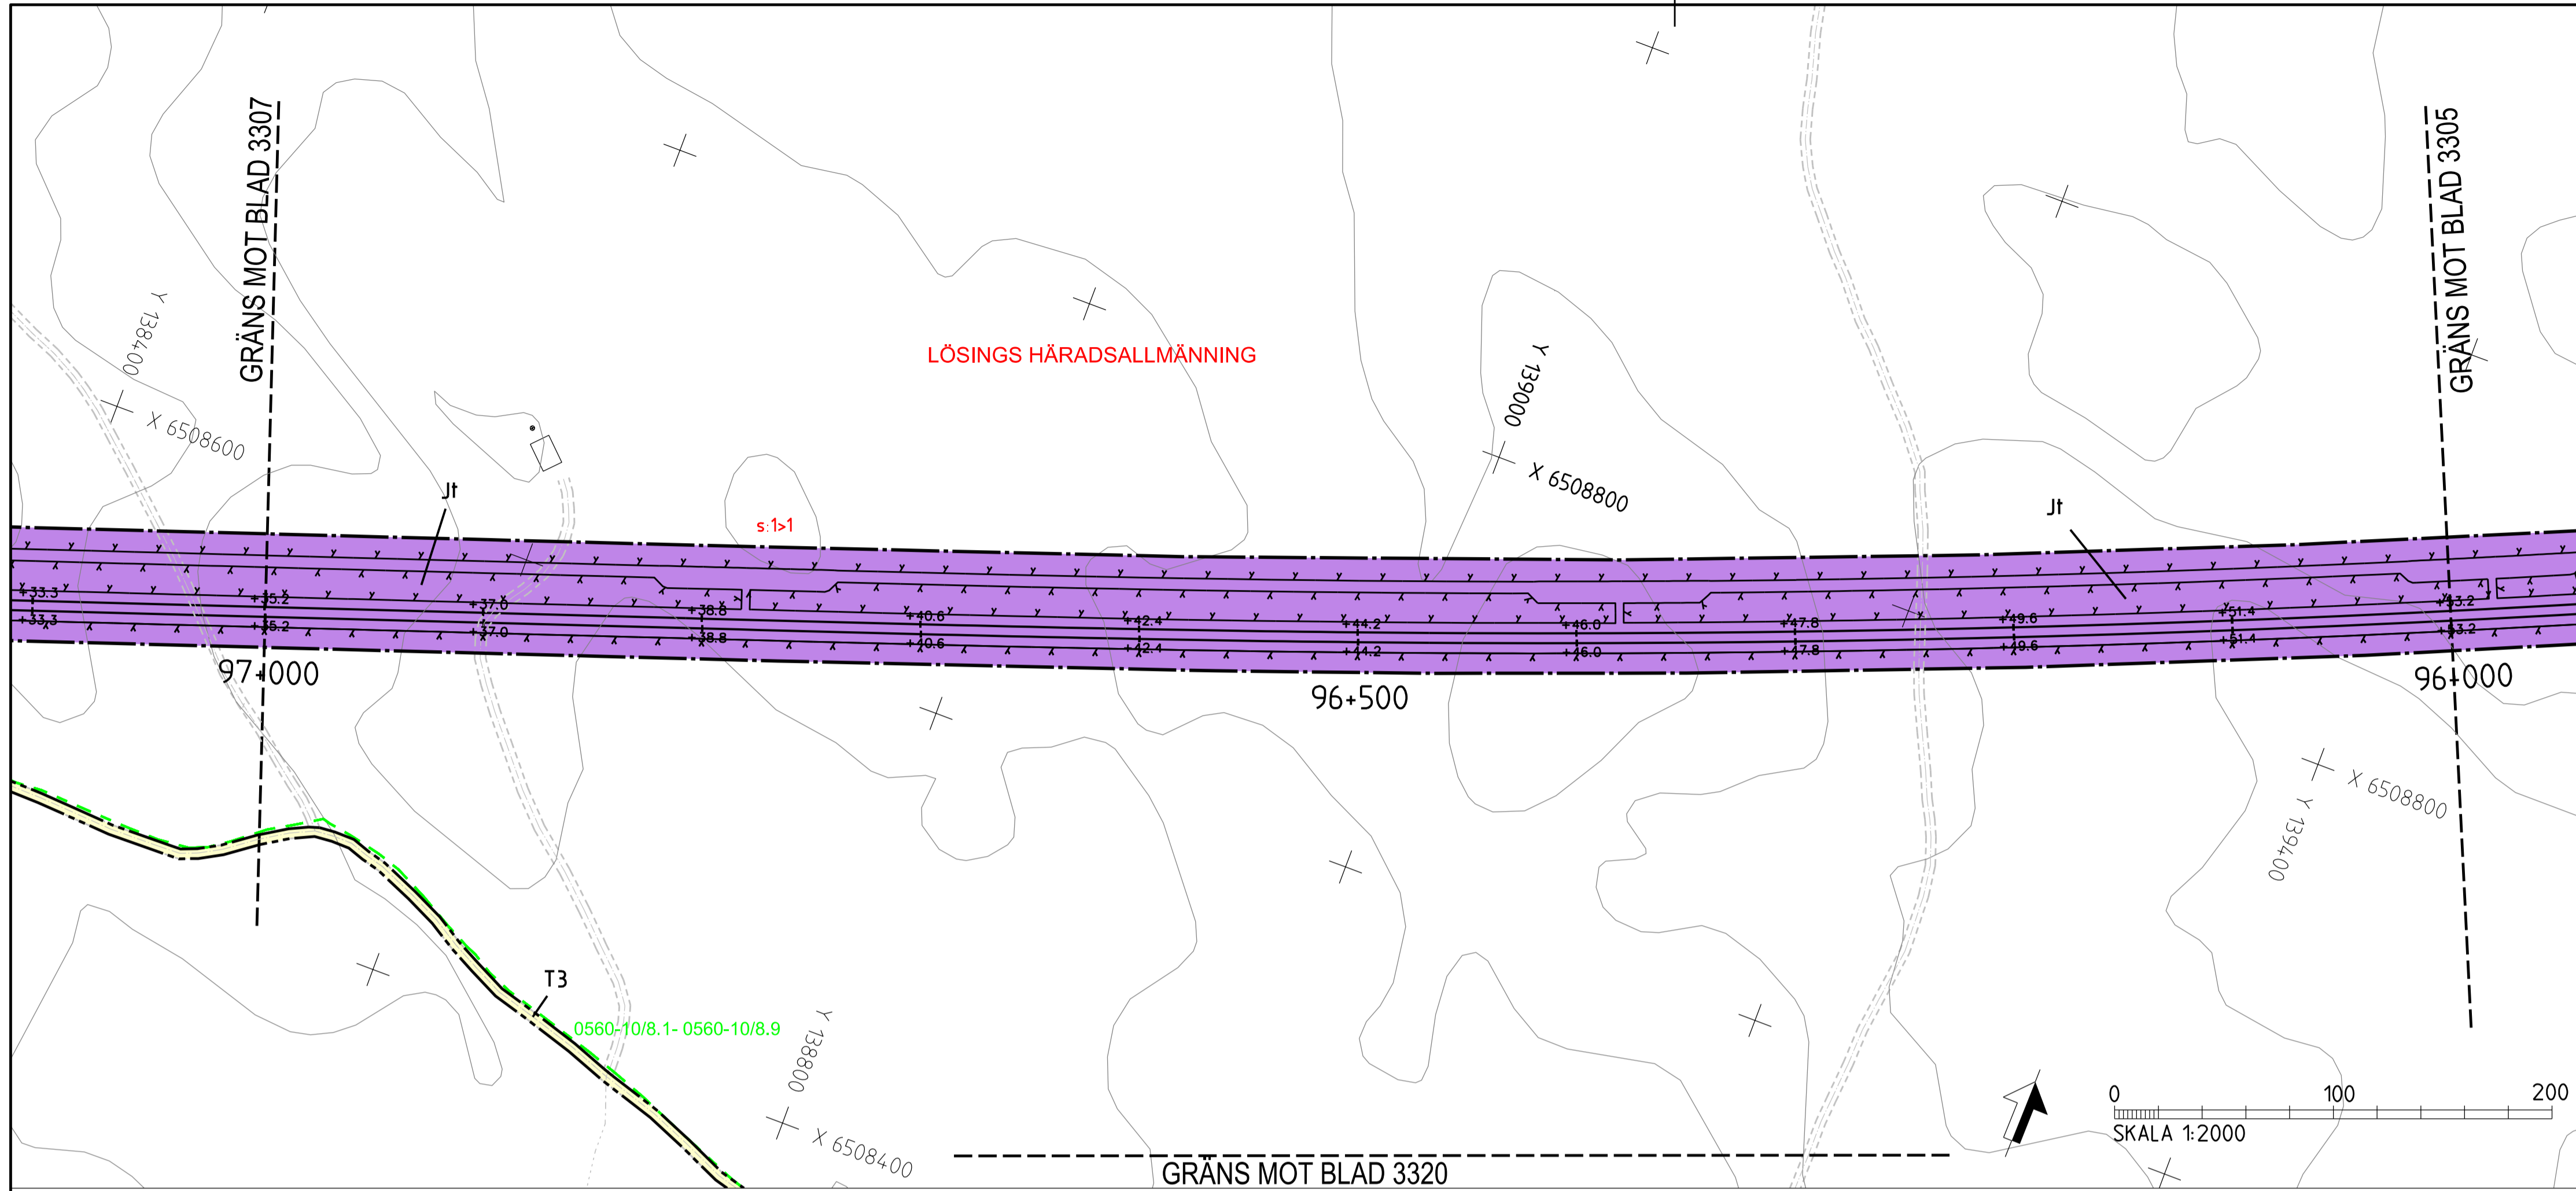 GRÄNS MOT BLAD 3307
GRÄNS MOT BLAD 3305
Y 138400
X 6508600
LÖSINGS HÄRADSALLMÄNNING
Y 139000
X 6508800
Jt
s:1>1
Jt
+33.3
+35.2
+37.0
+38.8
+40.6
+42.4
+44.2
+46.0
+47.8
+49.6
+51.4
+53.2
+33.3
+35.2
+37.0
+38.8
+40.6
+42.4
+44.2
+46.0
+47.8
+49.6
+51.4
+53.2
97+000
96+500
96+000
X 6508800
Y 139400
T3
0560-10/8.1- 0560-10/8.9
Y 138800
X 6508400
0 100 200
SKALA 1:2000
GRÄNS MOT BLAD 3320